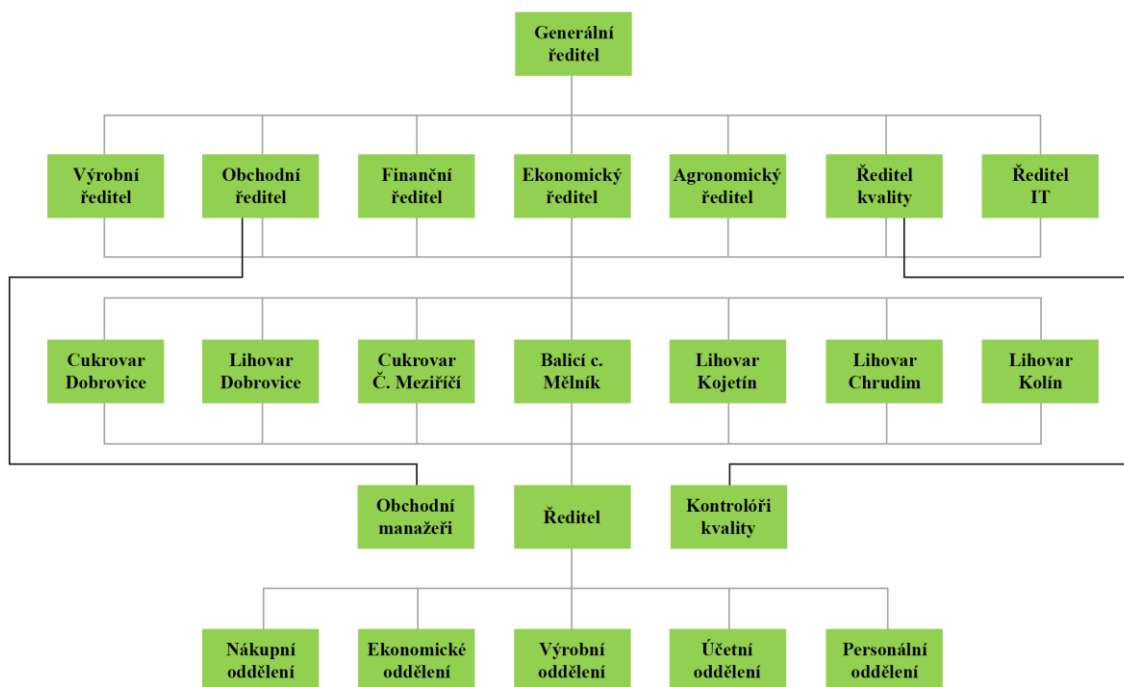 Generální
ředitel
Výrobní
ředitel
Obchodní
ředitel
Finanční
ředitel
Ekonomický
ředitel
Agronomický
ředitel
Ředitel
kvality
Ředitel
IT
Cukrovar
Dobrovice
Lihovar
Dobrovice
Cukrovar
Č. Meziříčí
Balicí c.
Mělník
Lihovar
Kojetín
Lihovar
Chrudim
Lihovar
Kolín
Obchodní
manažeři
Ředitel
Kontrolóři
kvality
Nákupní
oddělení
Ekonomické
oddělení
Výrobní
oddělení
Účetní
oddělení
Personální
oddělení